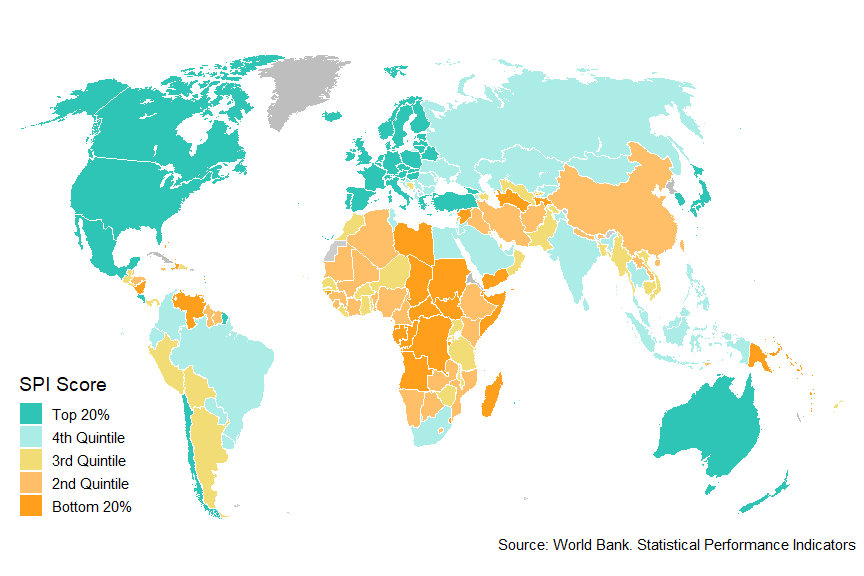 SPI Score
Top 20%
4th Quintile
3rd Quintile
2nd Quintile
Bottom 20%
Source: World Bank. Statistical Performance Indicators